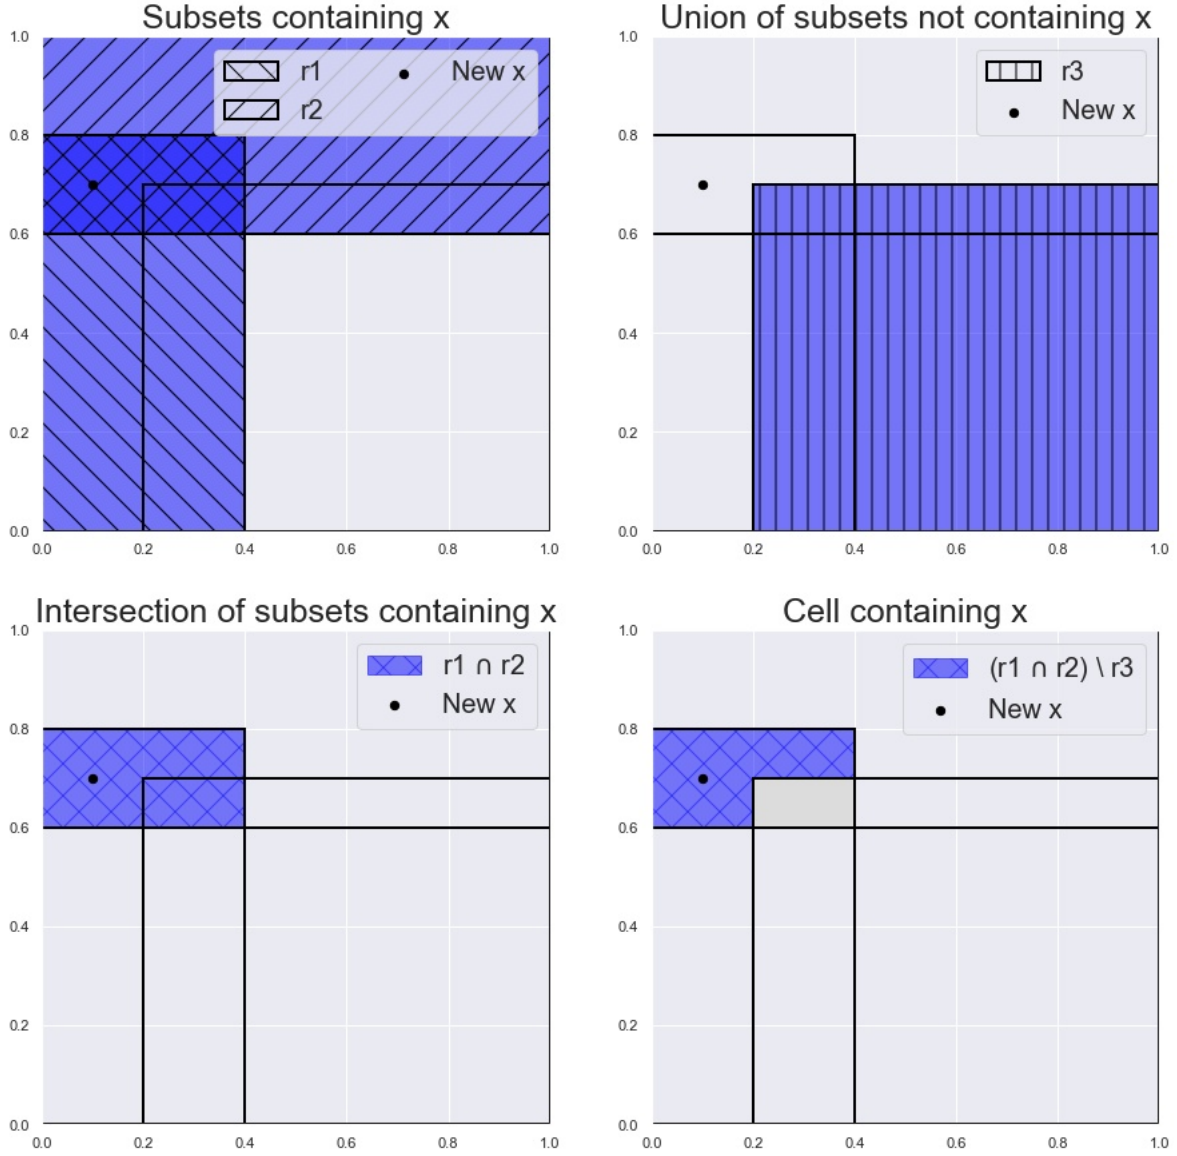 Subsets containing x
r1
New x
r2
1.0
0.8
0.6
0.4
0.2
0.0
0.0 0.2 0.4 0.6 0.8 1.0
Union of subsets not containing x
r3
New x
1.0
0.8
0.6
0.4
0.2
0.0
0.0 0.2 0.4 0.6 0.8 1.0
Intersection of subsets containing x
r1 ∩ r2
New x
1.0
0.8
0.6
0.4
0.2
0.0
0.0 0.2 0.4 0.6 0.8 1.0
Cell containing x
(r1 ∩ r2) \ r3
New x
1.0
0.8
0.6
0.4
0.2
0.0
0.0 0.2 0.4 0.6 0.8 1.0